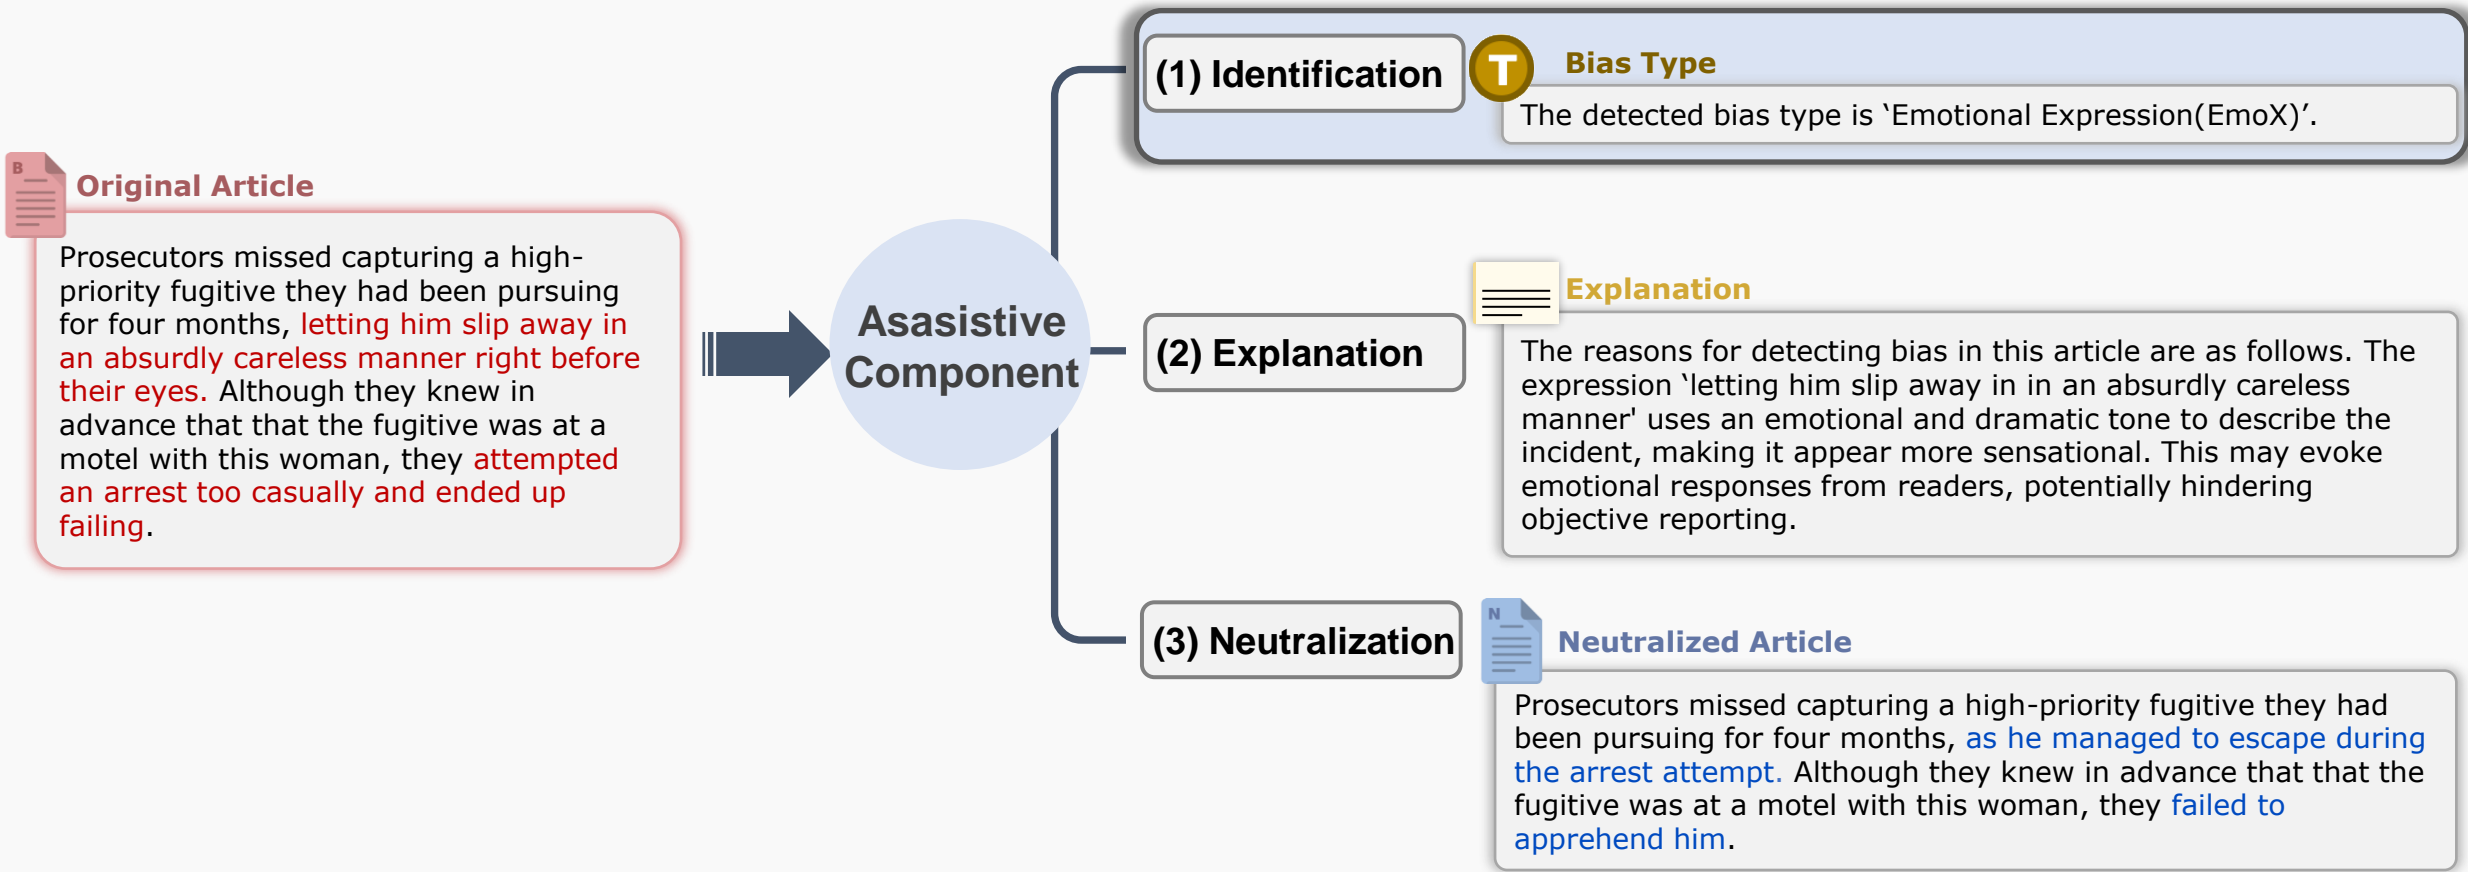 B
Original Article
Prosecutors missed capturing a high-
priority fugitive they had been pursuing
for four months, letting him slip away in
an absurdly careless manner right before
their eyes. Although they knew in
advance that that the fugitive was at a
motel with this woman, they attempted
an arrest too casually and ended up
failing.
Asasistive
Component
(1) Identification
T
Bias Type
The detected bias type is ‘Emotional Expression(EmoX)’.
(2) Explanation
Explanation
The reasons for detecting bias in this article are as follows. The
expression ‘letting him slip away in in an absurdly careless
manner' uses an emotional and dramatic tone to describe the
incident, making it appear more sensational. This may evoke
emotional responses from readers, potentially hindering
objective reporting.
(3) Neutralization
N
Neutralized Article
Prosecutors missed capturing a high-priority fugitive they had
been pursuing for four months, as he managed to escape during
the arrest attempt. Although they knew in advance that that the
fugitive was at a motel with this woman, they failed to
apprehend him.